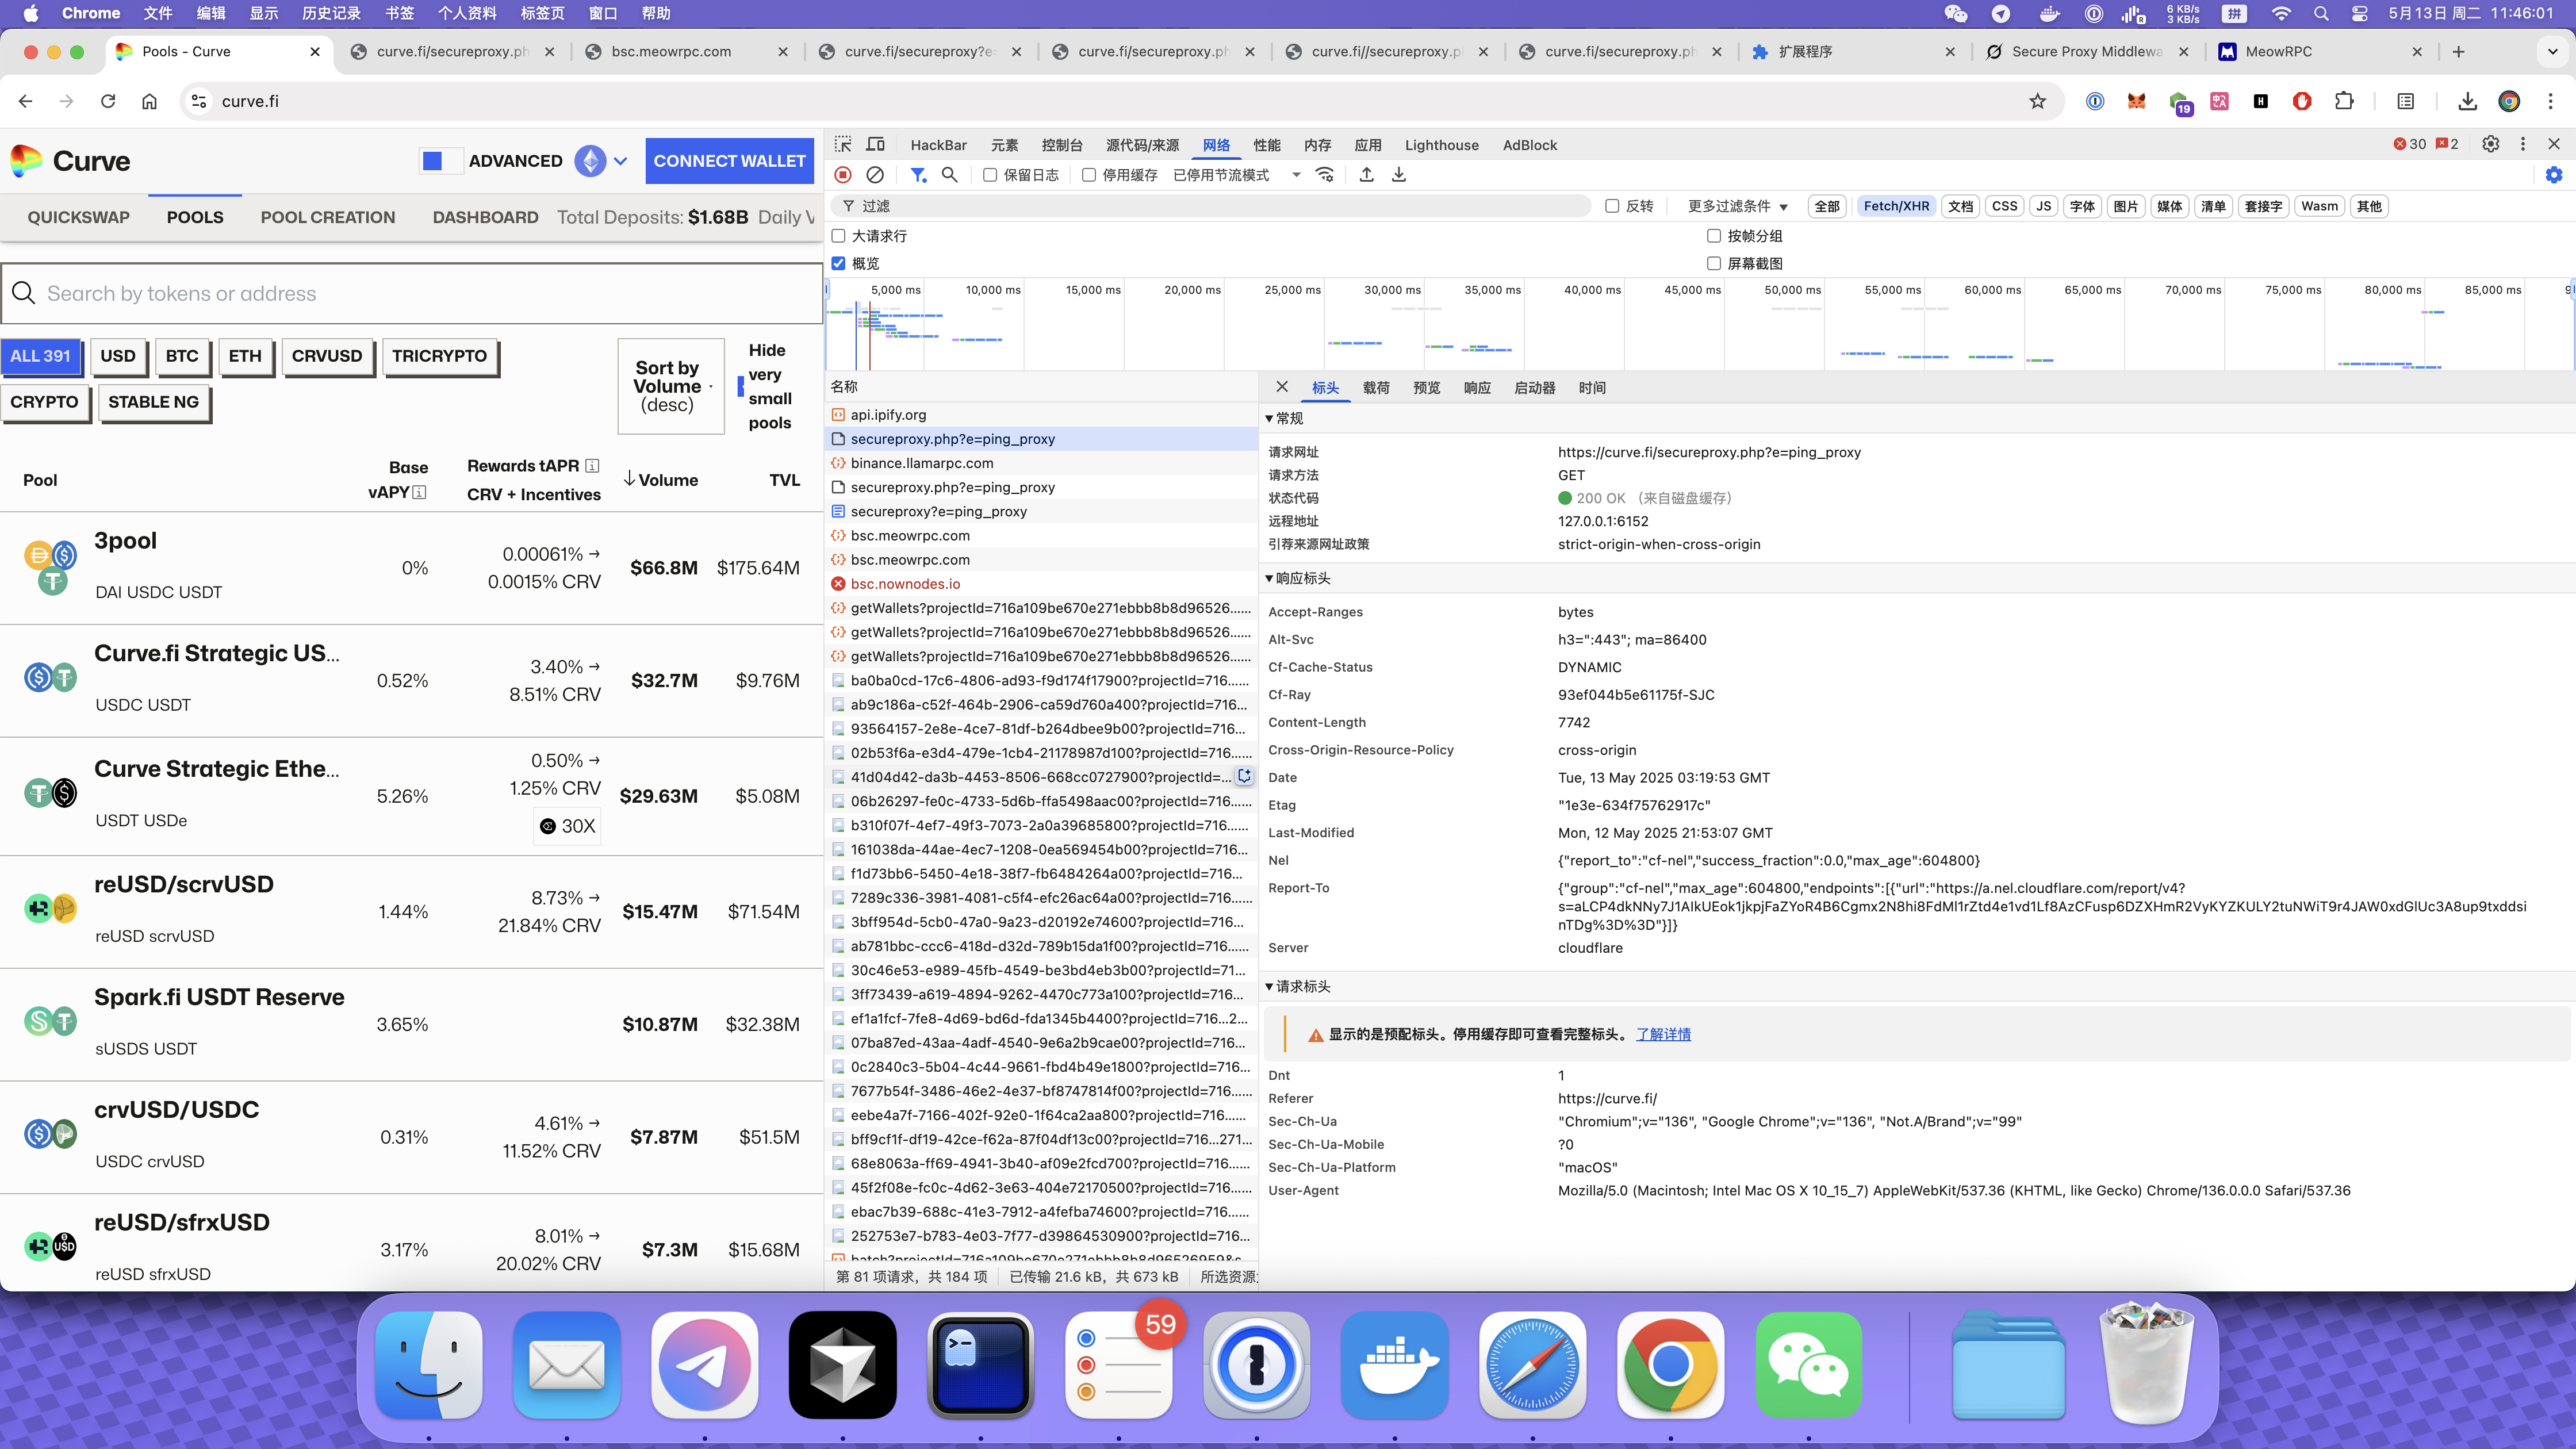 Chrome 文件 编辑 显示 历史记录 书签 个人资料 标签页 窗口 帮助
6 KB/s
3 KB/s
拼
5月13日 周二 11:46:01
Pools - Curve
curve.fi/secureproxy.ph
bsc.meowrpc.com
curve.fi/secureproxy?e=
curve.fi/secureproxy.ph
curve.fi//secureproxy.p
curve.fi/secureproxy.ph
扩展程序
Secure Proxy Middlewa
MeowRPC
curve.fi
19
Curve
ADVANCED
CONNECT WALLET
QUICKSWAP POOLS POOL CREATION DASHBOARD Total Deposits: $1.68B Daily V
Search by tokens or address
ALL 391 USD BTC ETH CRVUSD TRICRYPTO
CRYPTO STABLE NG
Sort by
Volume
(desc)
Hide
very
small
pools
Pool
Base
vAPY
Rewards tAPR
CRV + Incentives
Volume
TVL
3pool
DAI USDC USDT
0%
0.00061% →
0.0015% CRV
$66.8M $175.64M
Curve.fi Strategic US...
USDC USDT
0.52%
3.40% →
8.51% CRV
$32.7M $9.76M
Curve Strategic Ethe...
USDT USDe
5.26%
0.50% →
1.25% CRV
30X
$29.63M $5.08M
reUSD/scrvUSD
reUSD scrvUSD
1.44%
8.73% →
21.84% CRV
$15.47M $71.54M
Spark.fi USDT Reserve
sUSDS USDT
3.65%
$10.87M $32.38M
crvUSD/USDC
USDC crvUSD
0.31%
4.61% →
11.52% CRV
$7.87M $51.5M
reUSD/sfrxUSD
reUSD sfrxUSD
3.17%
8.01% →
20.02% CRV
$7.3M $15.68M
HackBar 元素 控制台 源代码/来源 网络 性能 内存 应用 Lighthouse AdBlock
30 2
保留日志 停用缓存 已停用节流模式
过滤
反转 更多过滤条件 全部 Fetch/XHR 文档 CSS JS 字体 图片 媒体 清单 套接字 Wasm 其他
大请求行 按帧分组
概览 屏幕截图
5,000 ms 10,000 ms 15,000 ms 20,000 ms 25,000 ms 30,000 ms 35,000 ms 40,000 ms 45,000 ms 50,000 ms 55,000 ms 60,000 ms 65,000 ms 70,000 ms 75,000 ms 80,000 ms 85,000 ms
名称
api.ipify.org
secureproxy.php?e=ping_proxy
binance.llamarpc.com
secureproxy.php?e=ping_proxy
secureproxy?e=ping_proxy
bsc.meowrpc.com
bsc.meowrpc.com
bsc.nownodes.io
getWallets?projectId=716a109be670e271ebbb8b8d96526......
getWallets?projectId=716a109be670e271ebbb8b8d96526......
getWallets?projectId=716a109be670e271ebbb8b8d96526......
ba0ba0cd-17c6-4806-ad93-f9d174f17900?projectId=716...
ab9c186a-c52f-464b-2906-ca59d760a400?projectId=716...
93564157-2e8e-4ce7-81df-b264dbee9b00?projectId=716...
02b53f6a-e3d4-479e-1cb4-21178987d100?projectId=716......
41d04d42-da3b-4453-8506-668cc0727900?projectId=...
06b26297-fe0c-4733-5d6b-ffa5498aac00?projectId=716......
b310f07f-4ef7-49f3-7073-2a0a39685800?projectId=716......
161038da-44ae-4ec7-1208-0ea569454b00?projectId=716...
f1d73bb6-5450-4e18-38f7-fb6484264a00?projectId=716...
7289c336-3981-4081-c5f4-efc26ac64a00?projectId=716......
3bff954d-5cb0-47a0-9a23-d20192e74600?projectId=716...
ab781bbc-ccc6-418d-d32d-789b15da1f00?projectId=716......
30c46e53-e989-45fb-4549-be3bd4eb3b00?projectId=71...
3ff73439-a619-4894-9262-4470c773a100?projectId=716...
ef1a1fcf-7fe8-4d69-bd6d-fda1345b4400?projectId=716...2...
07ba87ed-43aa-4adf-4540-9e6a2b9cae00?projectId=716...
0c2840c3-5b04-4c44-9661-fbd4b49e1800?projectId=716...
7677b54f-3486-46e2-4e37-bf8747814f00?projectId=716......
eebe4a7f-7166-402f-92e0-1f64ca2aa800?projectId=716......
bff9cf1f-df19-42ce-f62a-87f04df13c00?projectId=716...271...
68e8063a-ff69-4941-3b40-af09e2fcd700?projectId=716......
45f2f08e-fc0c-4d62-3e63-404e72170500?projectId=716......
ebac7b39-688c-41e3-7912-a4fefba74600?projectId=716......
252753e7-b783-4e03-7f77-d39864530900?projectId=716...
batch?projectId=716a109be670e271ebbb8b8d96526959&s
第 81 项请求，共 184 项 已传输 21.6 kB，共 673 kB 所选资源
标头 载荷 预览 响应 启动器 时间
常规
请求网址 https://curve.fi/secureproxy.php?e=ping_proxy
请求方法 GET
状态代码 200 OK （来自磁盘缓存）
远程地址 127.0.0.1:6152
引荐来源网址政策 strict-origin-when-cross-origin
响应标头
Accept-Ranges bytes
Alt-Svc h3=":443"; ma=86400
Cf-Cache-Status DYNAMIC
Cf-Ray 93ef044b5e61175f-SJC
Content-Length 7742
Cross-Origin-Resource-Policy cross-origin
Date Tue, 13 May 2025 03:19:53 GMT
Etag "1e3e-634f75762917c"
Last-Modified Mon, 12 May 2025 21:53:07 GMT
Nel {"report_to":"cf-nel","success_fraction":0.0,"max_age":604800}
Report-To {"group":"cf-nel","max_age":604800,"endpoints":[{"url":"https://a.nel.cloudflare.com/report/v4?
s=aLCP4dkNNy7J1AIkUEok1jkpjFaZYoR4B6Cgmx2N8hi8FdMl1rZtd4e1vd1Lf8AzCFusp6DZXHmR2VyKYZKULY2tuNWiT9r4JAW0xdGlUc3A8up9txddsi
nTDg%3D%3D"}]}
Server cloudflare
请求标头
显示的是预配标头。停用缓存即可查看完整标头。 了解详情
Dnt 1
Referer https://curve.fi/
Sec-Ch-Ua "Chromium";v="136", "Google Chrome";v="136", "Not.A/Brand";v="99"
Sec-Ch-Ua-Mobile ?0
Sec-Ch-Ua-Platform "macOS"
User-Agent Mozilla/5.0 (Macintosh; Intel Mac OS X 10_15_7) AppleWebKit/537.36 (KHTML, like Gecko) Chrome/136.0.0.0 Safari/537.36
59